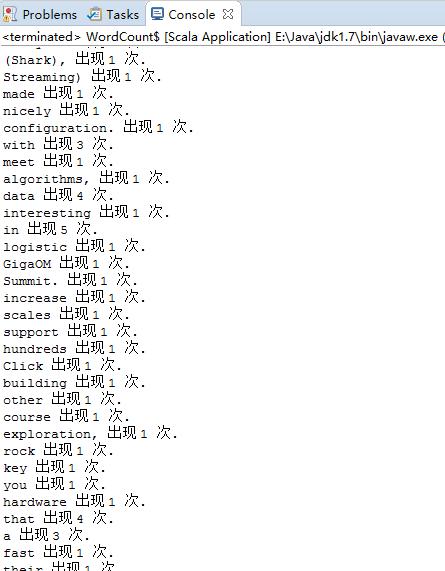 Problems Tasks Console
<terminated> WordCount$ [Scala Application] E:\Java\jdk1.7\bin\javaw.exe (
(Shark), 出现 1 次.
Streaming) 出现 1 次.
made 出现 1 次.
nicely 出现 1 次.
configuration. 出现 1 次.
with 出现 3 次.
meet 出现 1 次.
algorithms, 出现 1 次.
data 出现 4 次.
interesting 出现 1 次.
in 出现 5 次.
logistic 出现 1 次.
GigaOM 出现 1 次.
Summit. 出现 1 次.
increase 出现 1 次.
scales 出现 1 次.
support 出现 1 次.
hundreds 出现 1 次.
Click 出现 1 次.
building 出现 1 次.
other 出现 1 次.
course 出现 1 次.
exploration, 出现 1 次.
rock 出现 1 次.
key 出现 1 次.
you 出现 1 次.
hardware 出现 1 次.
that 出现 4 次.
a 出现 3 次.
fast 出现 1 次.
their 出现 1 次.